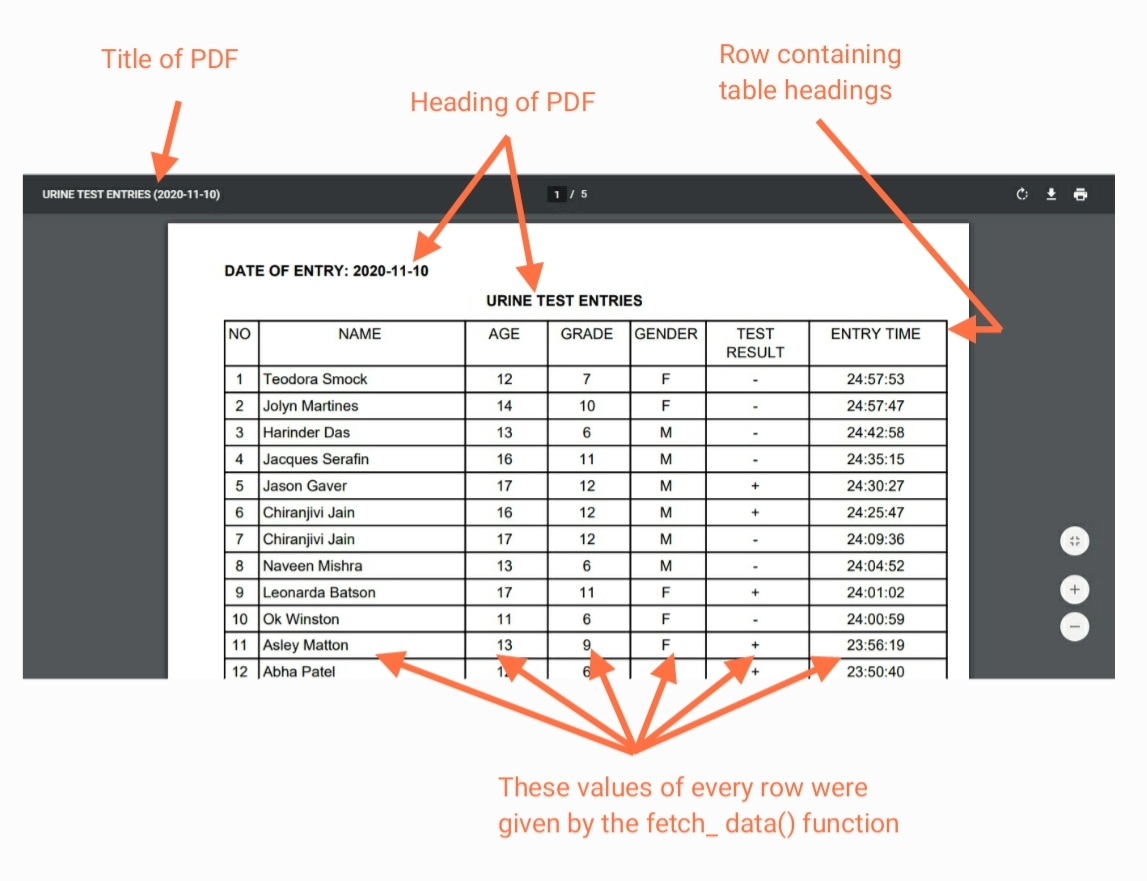 Title of PDF
Heading of PDF
Row containing
table headings
URINE TEST ENTRIES (2020-11-10)
1 / 5
DATE OF ENTRY: 2020-11-10
URINE TEST ENTRIES
NO NAME AGE GRADE GENDER TEST RESULT ENTRY TIME
1 Teodora Smock 12 7 F - 24:57:53
2 Jolyn Martines 14 10 F - 24:57:47
3 Harinder Das 13 6 M - 24:42:58
4 Jacques Serafin 16 11 M - 24:35:15
5 Jason Gaver 17 12 M + 24:30:27
6 Chiranjivi Jain 16 12 M + 24:25:47
7 Chiranjivi Jain 17 12 M - 24:09:36
8 Naveen Mishra 13 6 M - 24:04:52
9 Leonarda Batson 17 11 F + 24:01:02
10 Ok Winston 11 6 F - 24:00:59
11 Asley Matton 13 9 F + 23:56:19
12 Abha Patel 6 + 23:50:40
These values of every row were
given by the fetch_ data() function